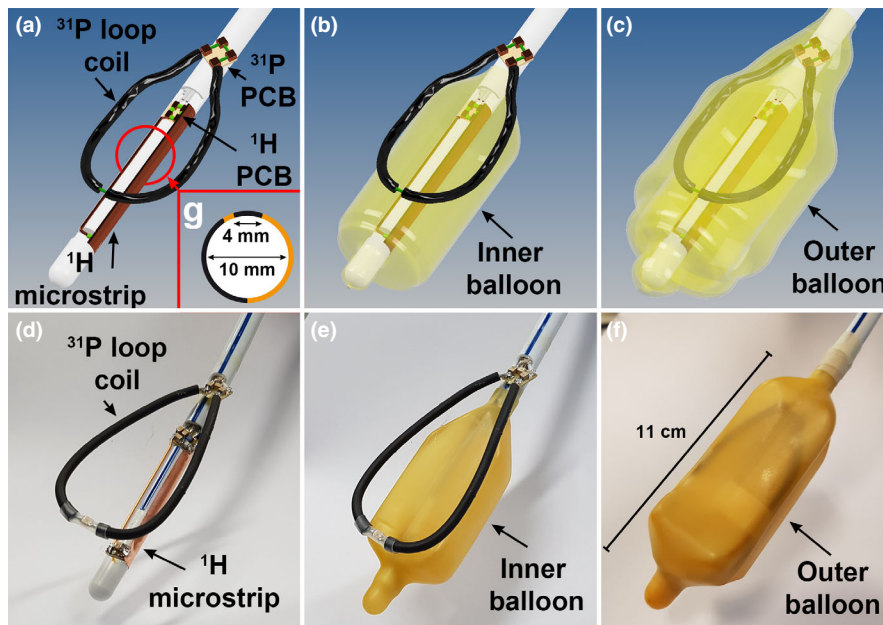 (a)
³¹P loop
coil
³¹P
PCB
¹H
PCB
¹H
microstrip
g
4 mm
10 mm
(b)
Inner
balloon
(c)
Outer
balloon
(d)
³¹P loop
coil
¹H
microstrip
(e)
Inner
balloon
(f)
11 cm
Outer
balloon